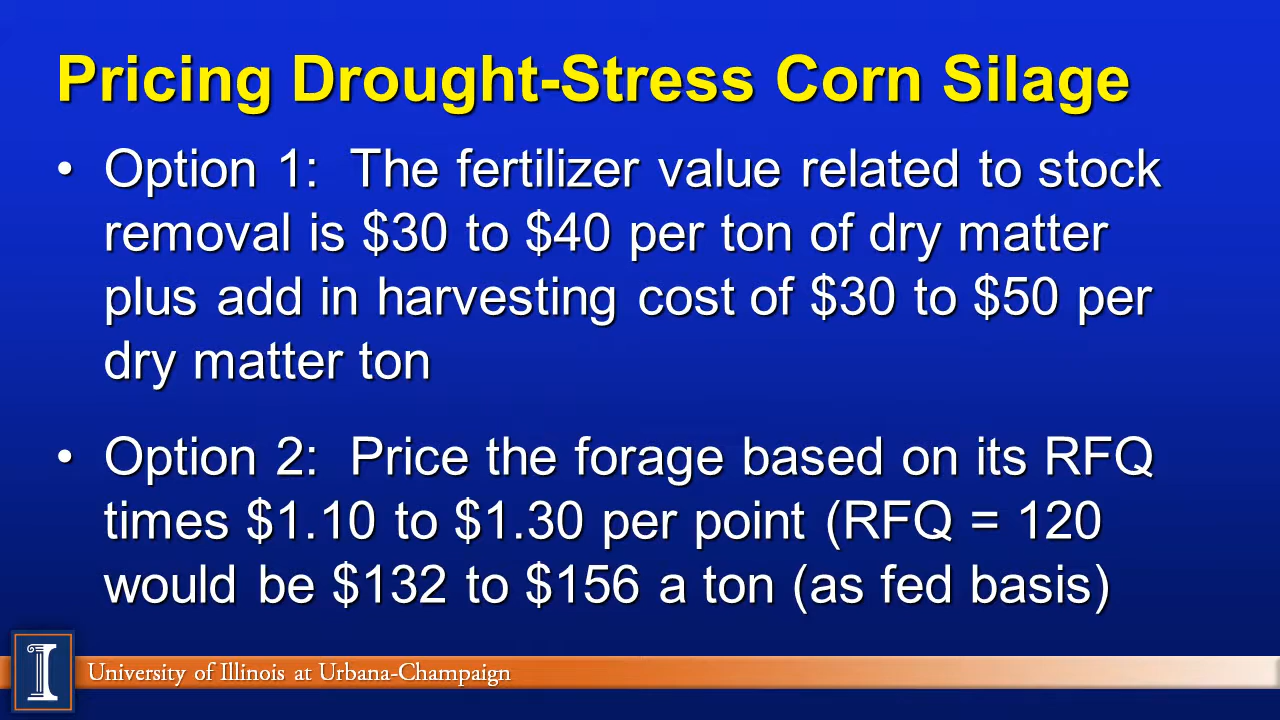 Pricing Drought-Stress Corn Silage
• Option 1: The fertilizer value related to stock
removal is $30 to $40 per ton of dry matter
plus add in harvesting cost of $30 to $50 per
dry matter ton
• Option 2: Price the forage based on its RFQ
times $1.10 to $1.30 per point (RFQ = 120
would be $132 to $156 a ton (as fed basis)
I
University of Illinois at Urbana-Champaign